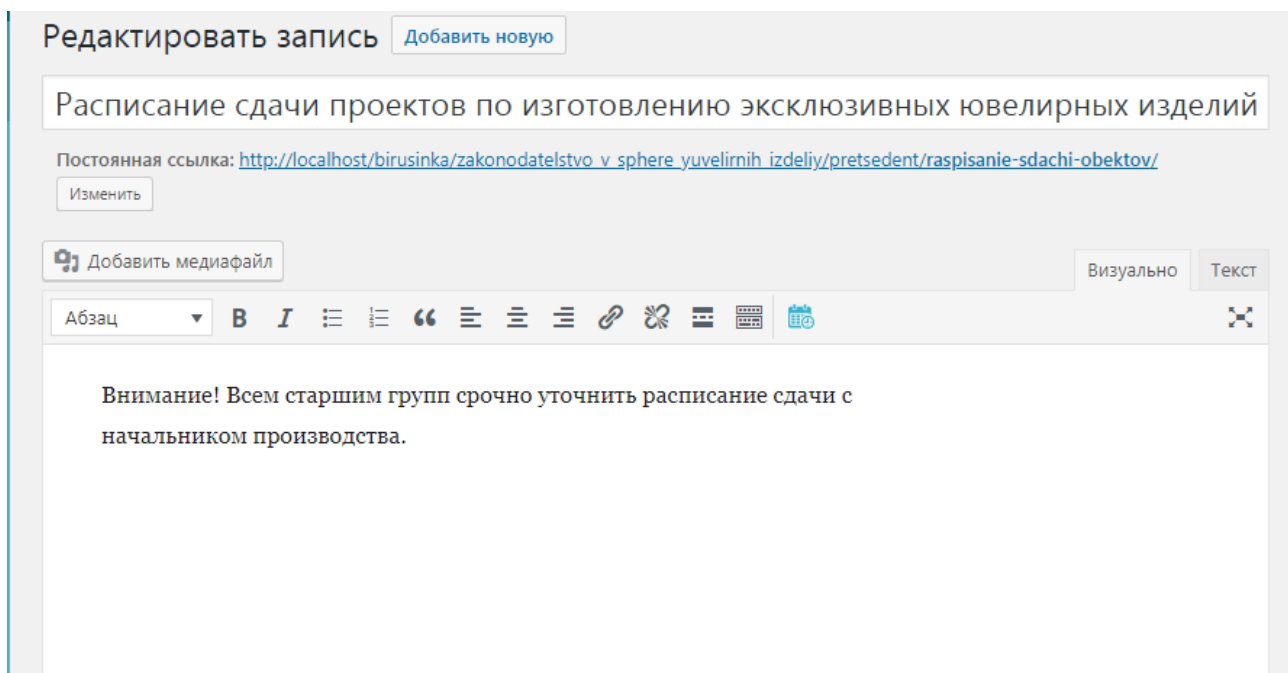 Редактировать запись Добавить новую
Расписание сдачи проектов по изготовлению эксклюзивных ювелирных изделий
Постоянная ссылка: http://localhost/birusinka/zakonodatelstvo_v_sphere_yuvelirnih_izdeliy/pretsedent/raspisanie-sdachi-obektov/
Изменить
Добавить медиафайл
Визуально Текст
Абзац
Внимание! Всем старшим групп срочно уточнить расписание сдачи с
начальником производства.